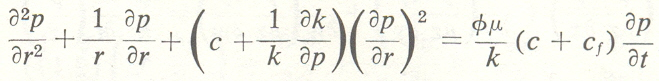 ∂²p/∂r² + 1/r ∂p/∂r + (c + 1/k ∂k/∂p)(∂p/∂r)² = ϕμ/k (c + c_f) ∂p/∂t